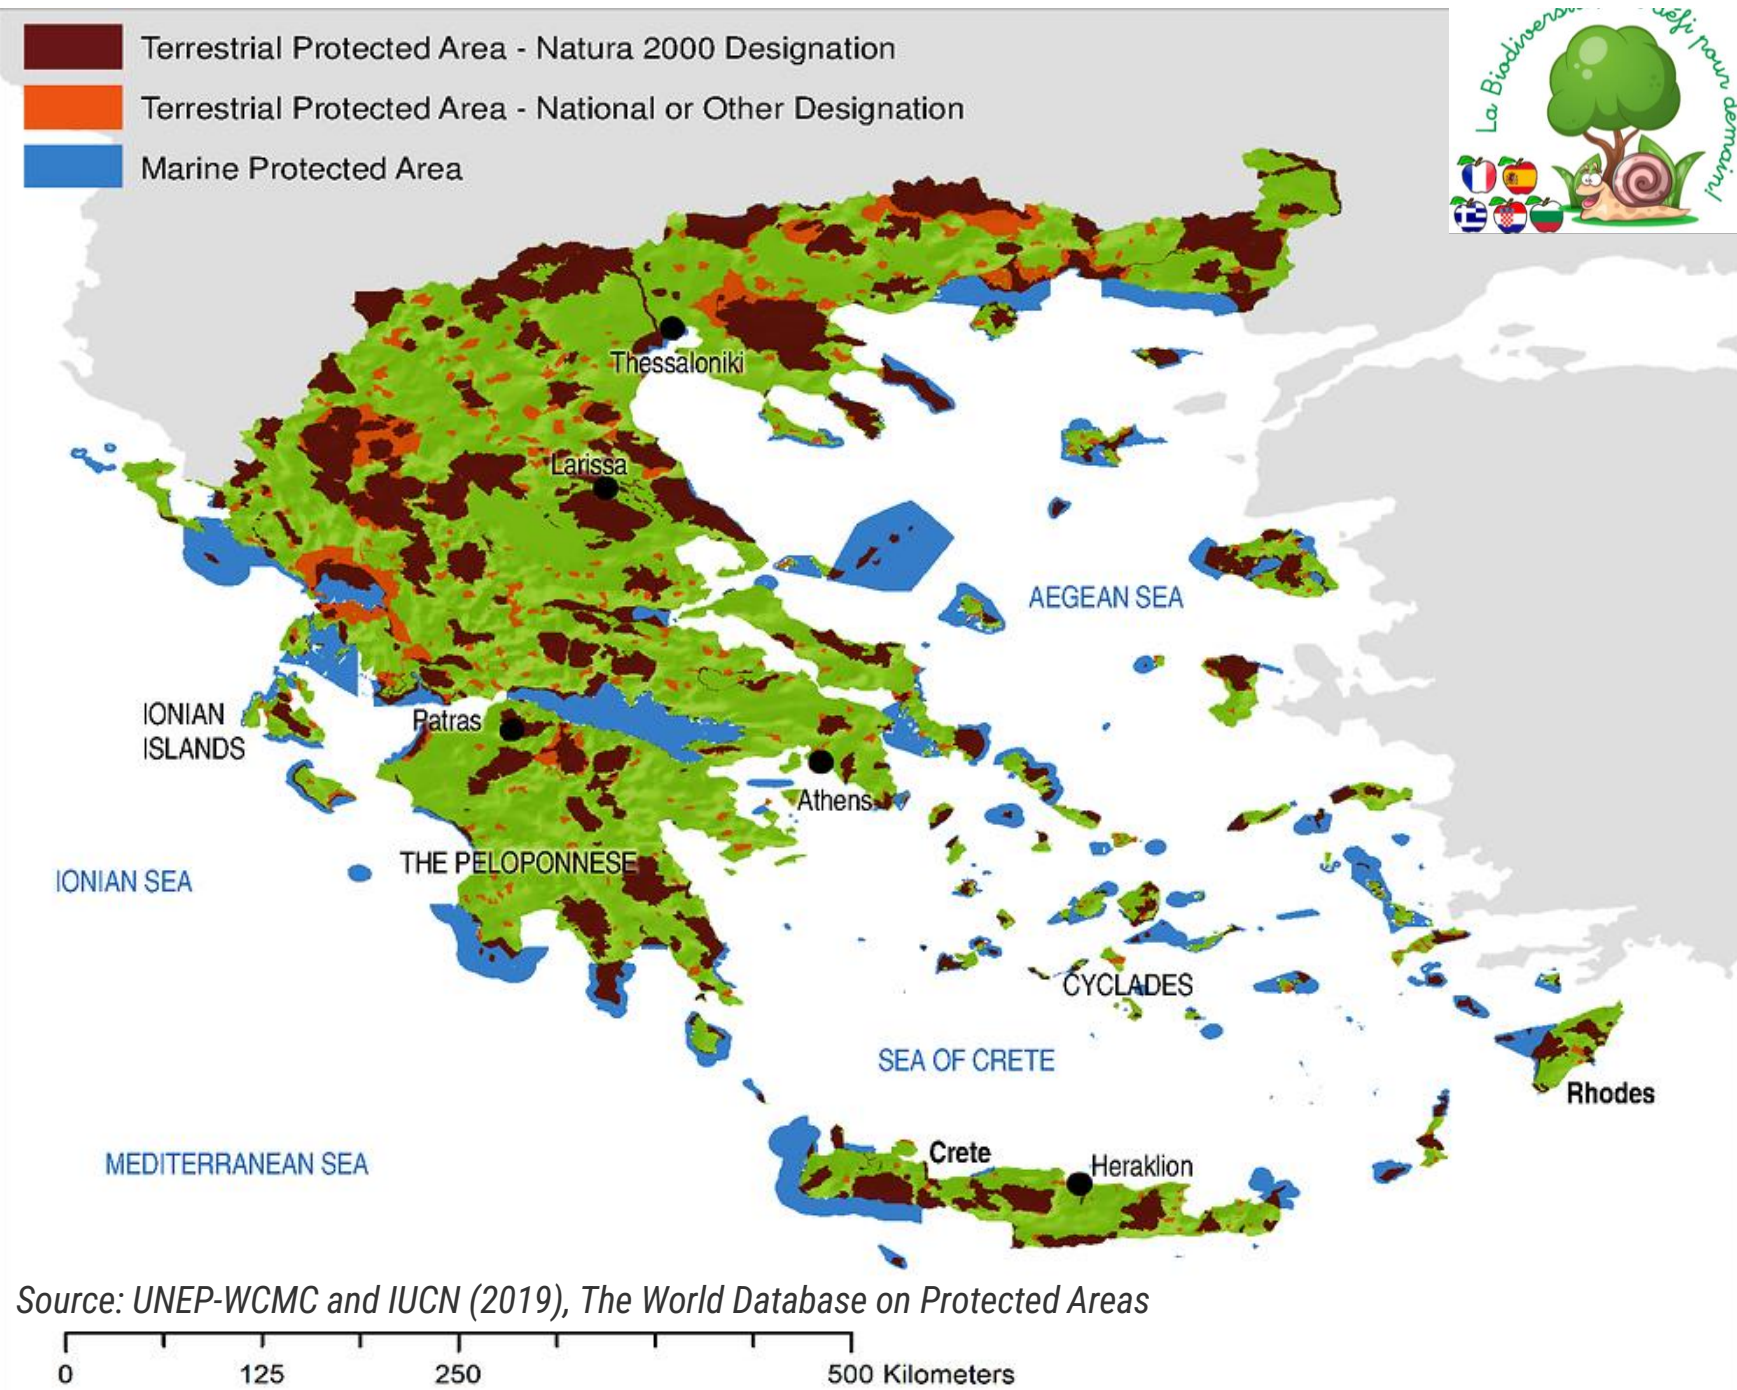 Terrestrial Protected Area - Natura 2000 Designation
Terrestrial Protected Area - National or Other Designation
Marine Protected Area
La Biodiversi
défi pour demain!
Thessaloniki
Larissa
AEGEAN SEA
IONIAN
ISLANDS
Patras
Athens
THE PELOPONNESE
IONIAN SEA
CYCLADES
SEA OF CRETE
Rhodes
MEDITERRANEAN SEA
Crete
Heraklion
Source: UNEP-WCMC and IUCN (2019), The World Database on Protected Areas
0 125 250 500 Kilometers